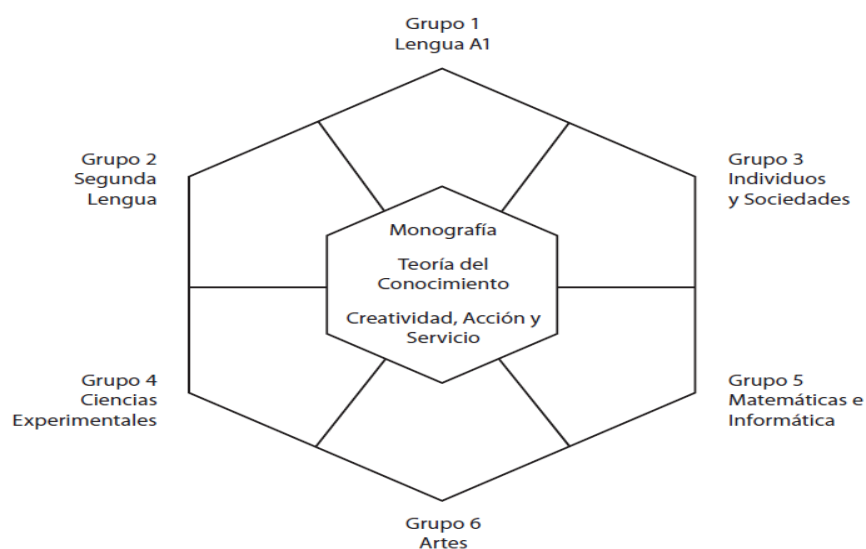 Grupo 1
Lengua A1
Grupo 2
Segunda
Lengua
Grupo 3
Individuos
y Sociedades
Monografía
Teoría del
Conocimiento
Creatividad, Acción y
Servicio
Grupo 4
Ciencias
Experimentales
Grupo 5
Matemáticas e
Informática
Grupo 6
Artes